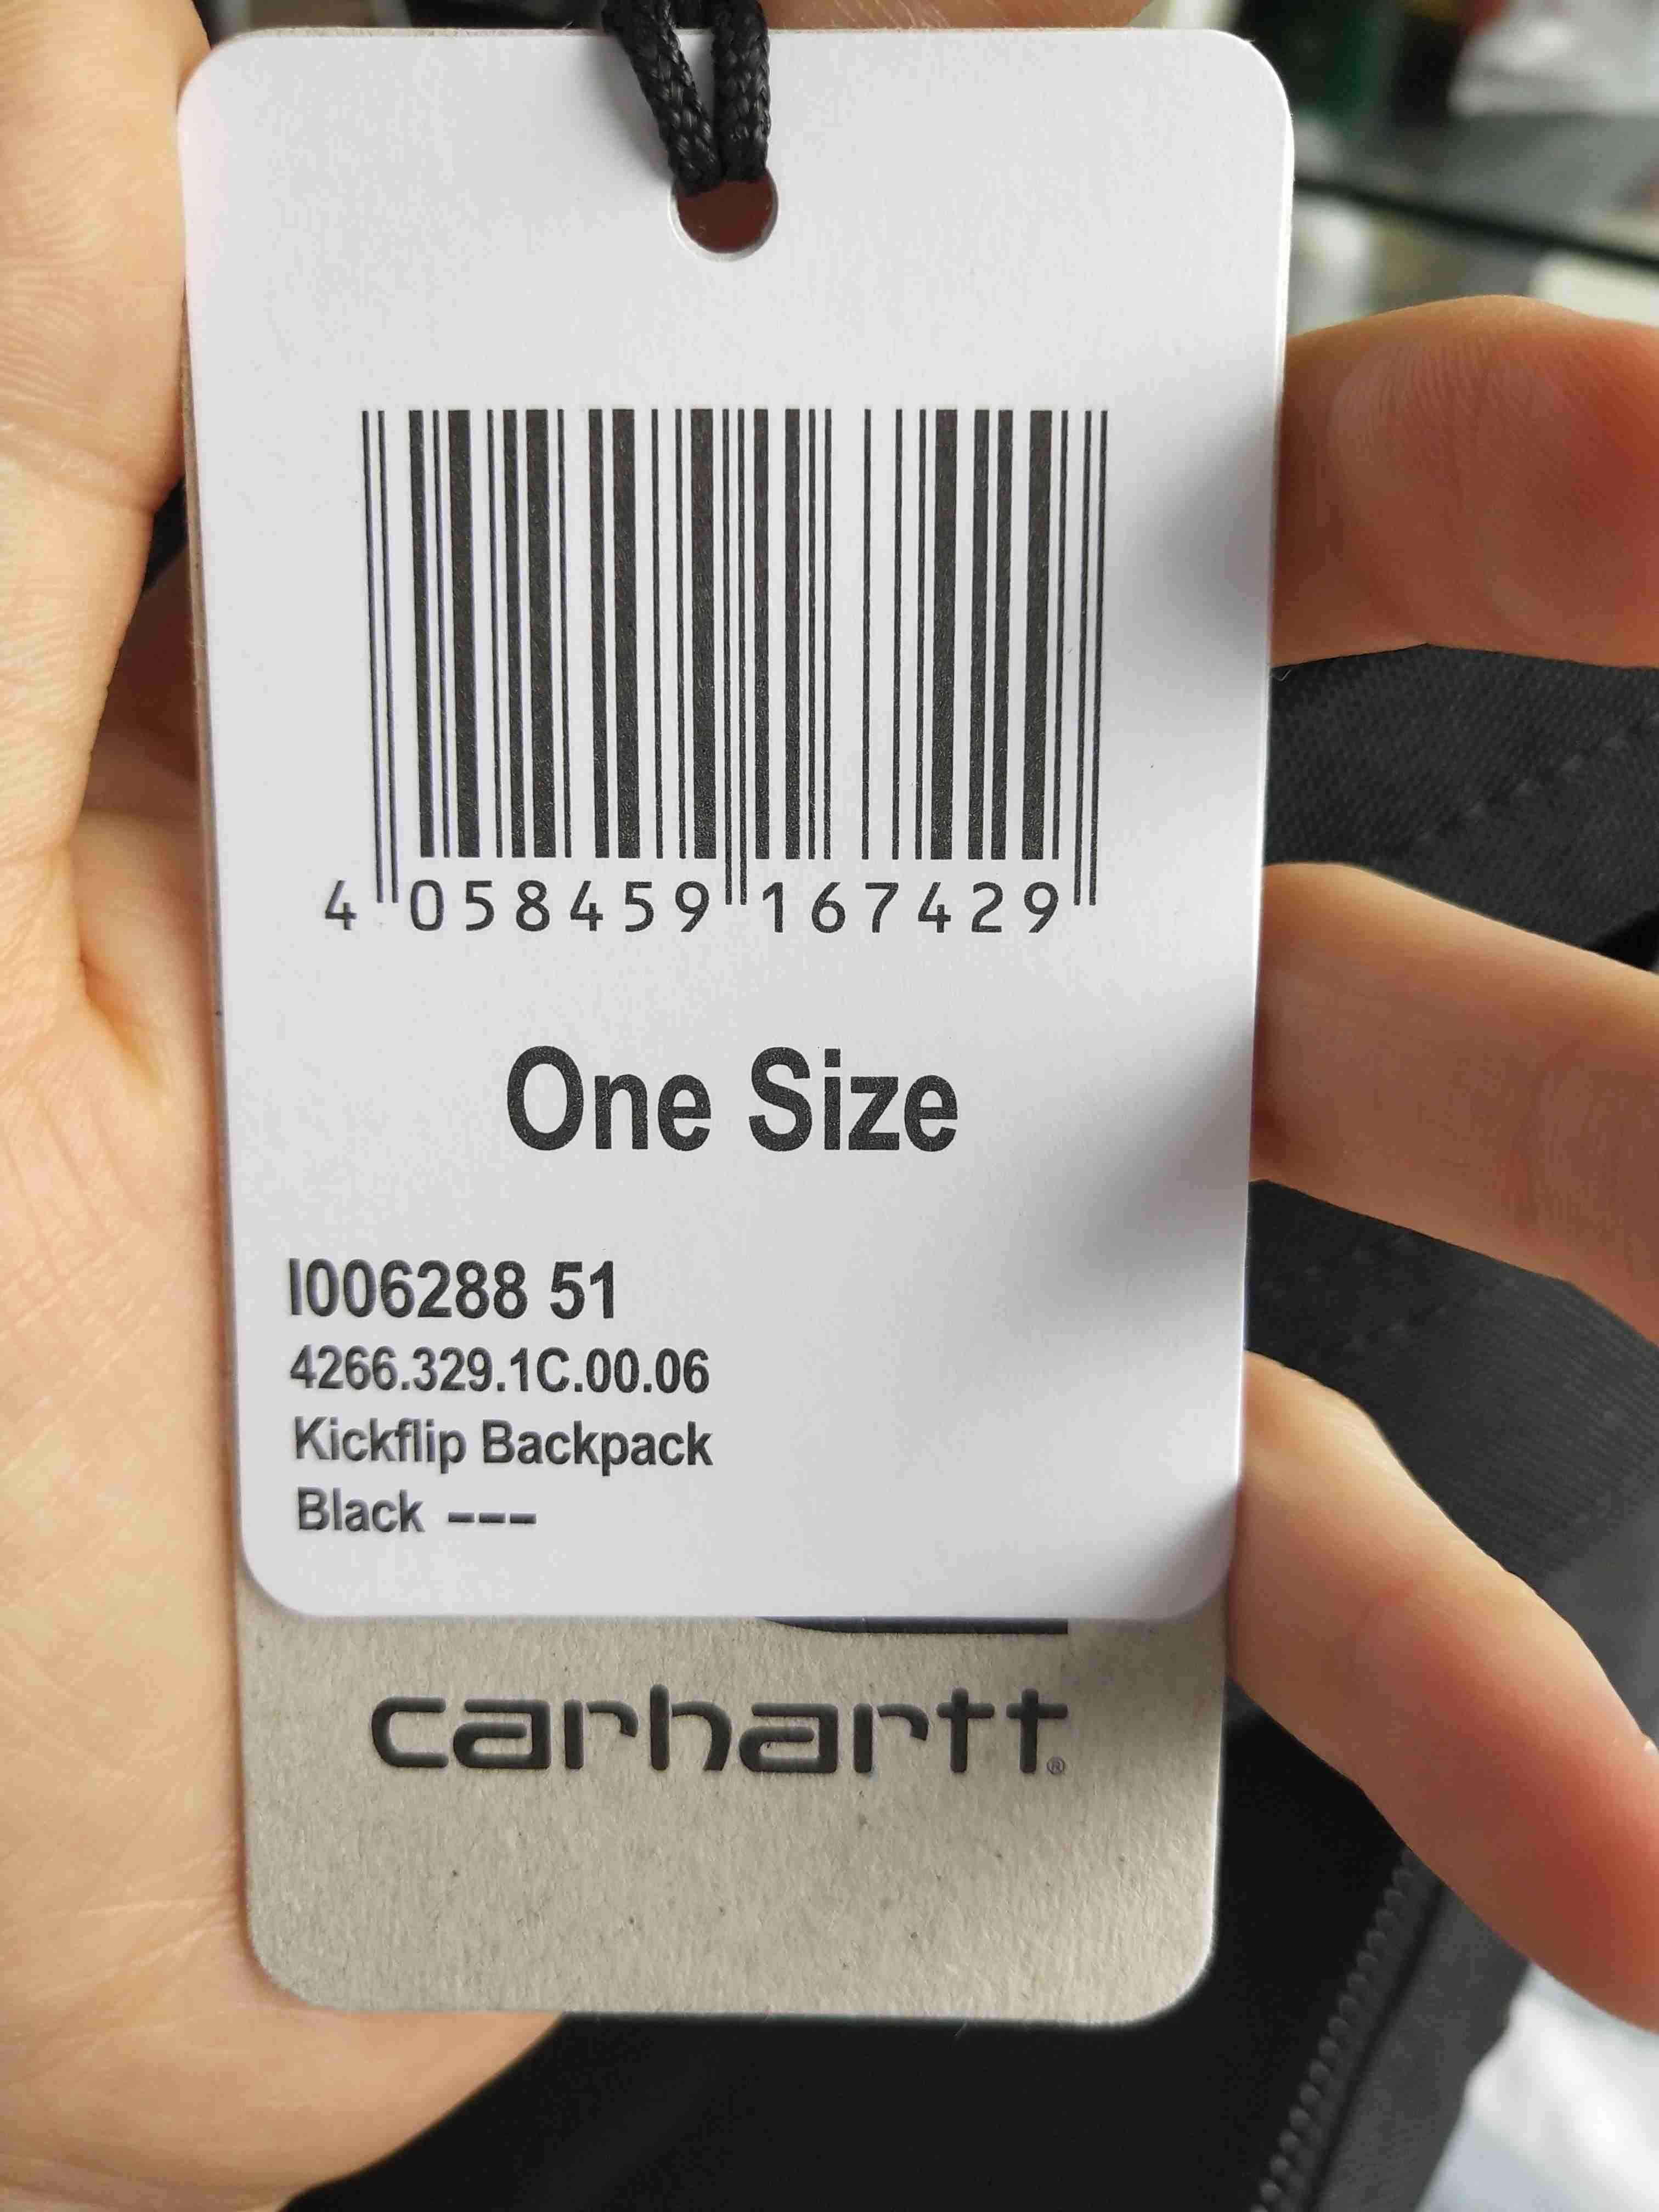 4 058459 167429
One Size
I006288 51
4266.329.1C.00.06
Kickflip Backpack
Black ---
carhartt®